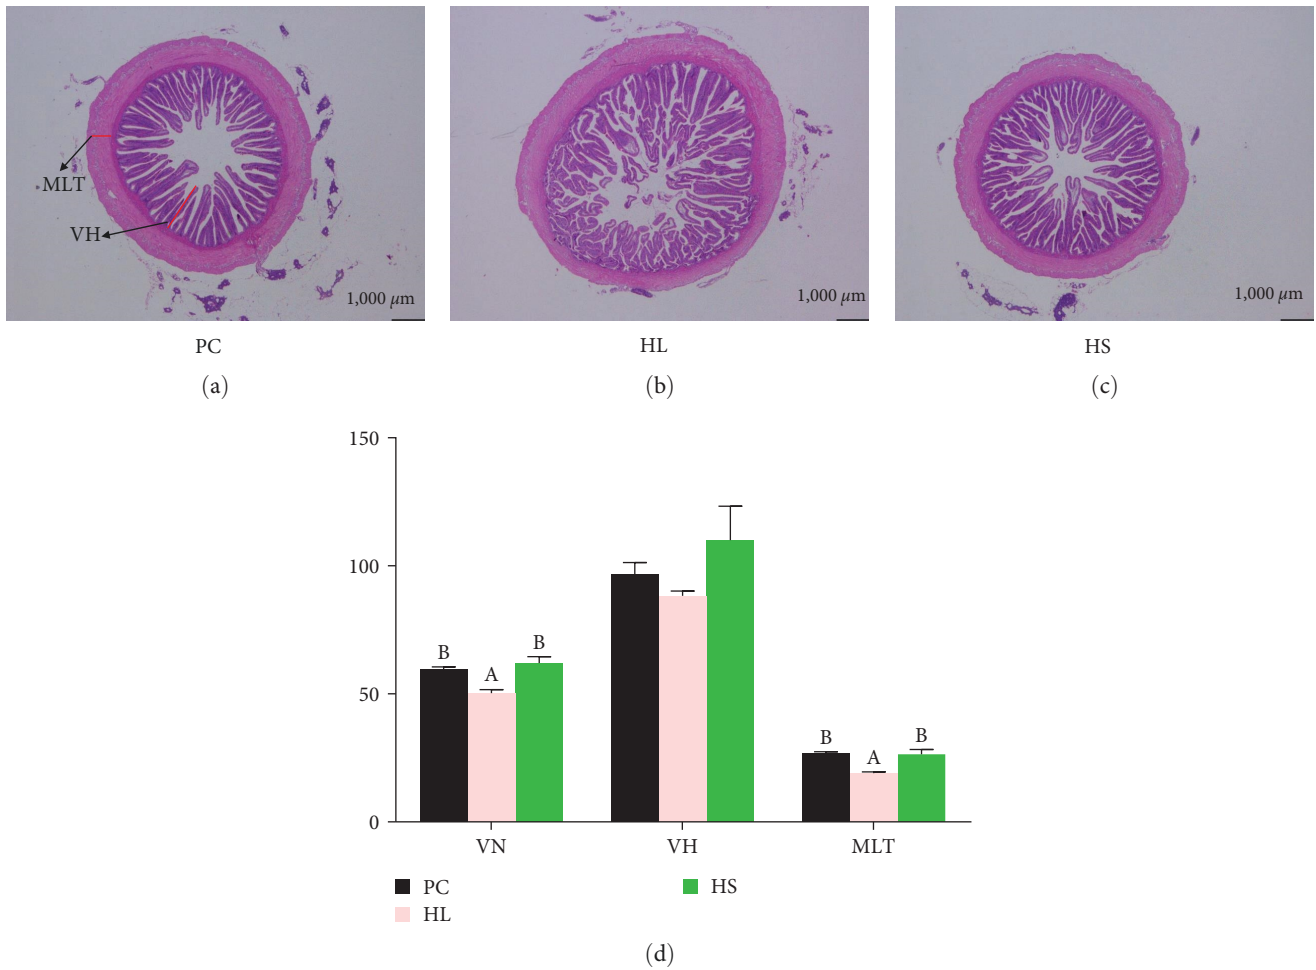 MLT
VH
1,000 µm
1,000 µm
1,000 µm
PC
HL
HS
(a)
(b)
(c)
150
100
50
0
B
A
B
B
A
B
VN
VH
MLT
PC
HS
HL
(d)